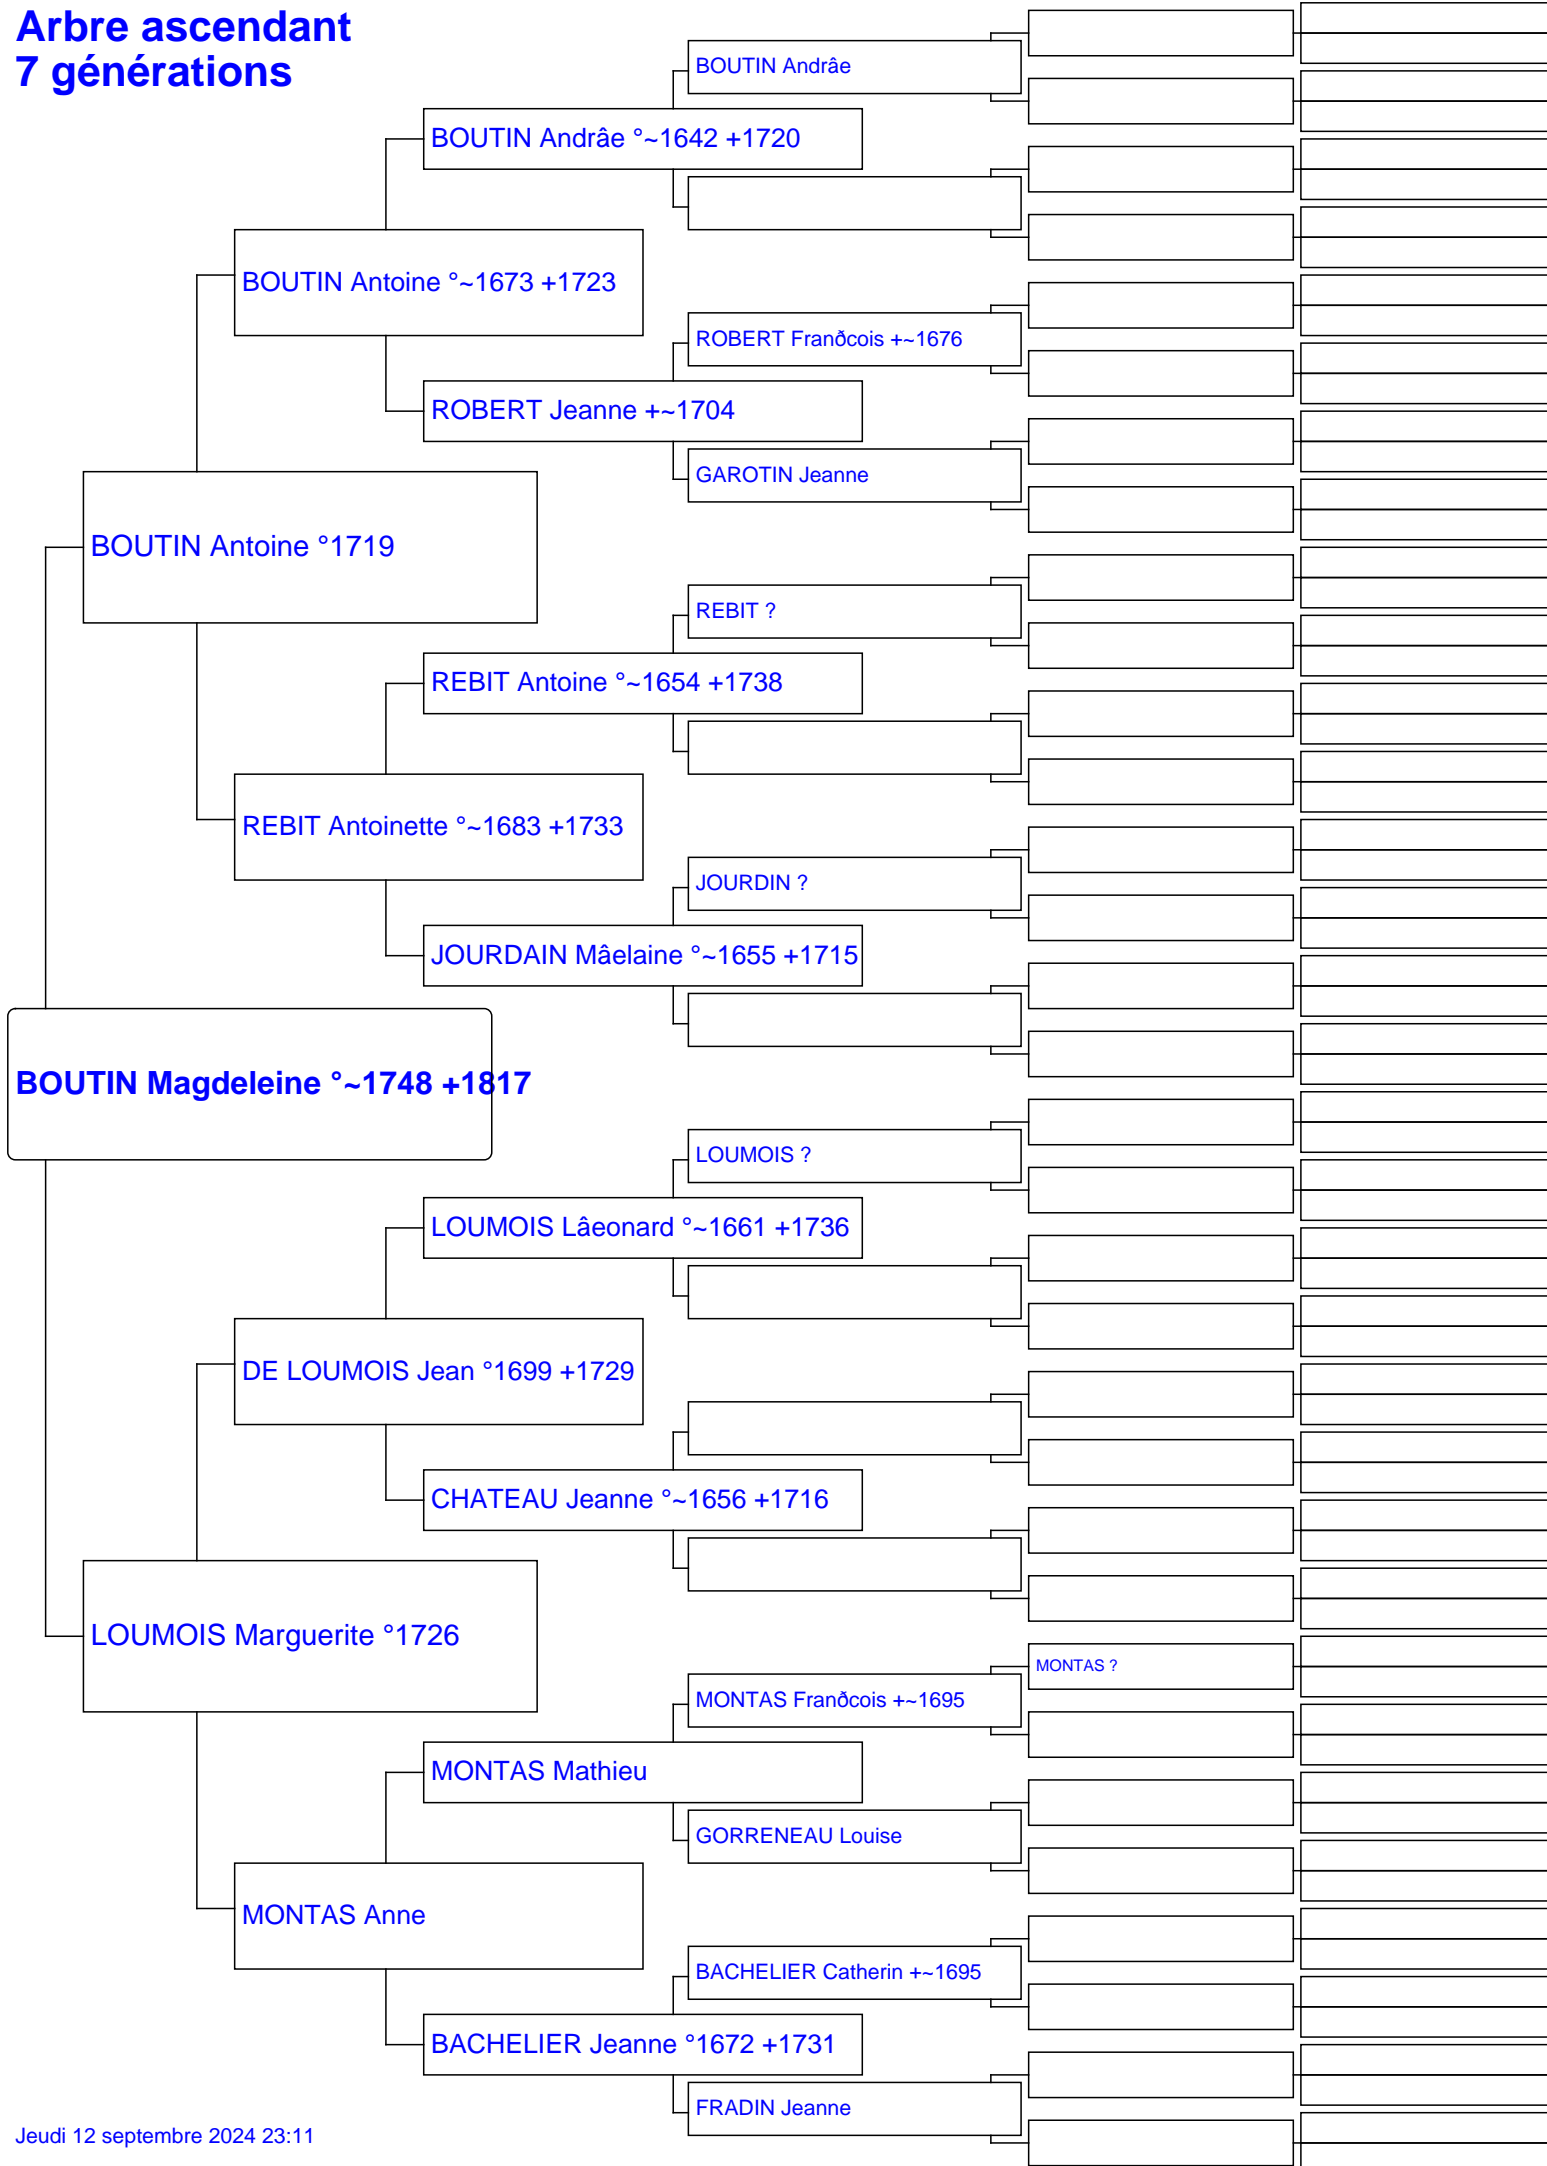 Arbre ascendant
7 générations
BOUTIN Andrâe
BOUTIN Andrâe °~1642 +1720
BOUTIN Antoine °~1673 +1723
ROBERT Franðcois +~1676
ROBERT Jeanne +~1704
GAROTIN Jeanne
BOUTIN Antoine °1719
REBIT ?
REBIT Antoine °~1654 +1738
REBIT Antoinette °~1683 +1733
JOURDIN ?
JOURDAIN Mâelaine °~1655 +1715
BOUTIN Magdeleine °~1748 +1817
LOUMOIS ?
LOUMOIS Lâeonard °~1661 +1736
DE LOUMOIS Jean °1699 +1729
CHATEAU Jeanne °~1656 +1716
LOUMOIS Marguerite °1726
MONTAS ?
MONTAS Franðcois +~1695
MONTAS Mathieu
GORRENEAU Louise
MONTAS Anne
BACHELIER Catherin +~1695
BACHELIER Jeanne °1672 +1731
FRADIN Jeanne
Jeudi 12 septembre 2024 23:11